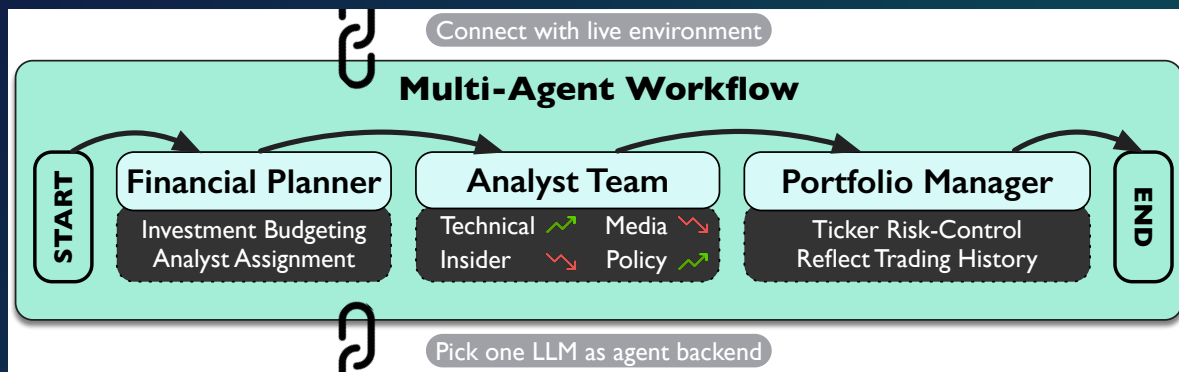 Connect with live environment
Multi-Agent Workflow
START
Financial Planner
Investment Budgeting
Analyst Assignment
Analyst Team
Technical
Media
Insider
Policy
Portfolio Manager
Ticker Risk-Control
Reflect Trading History
END
Pick one LLM as agent backend